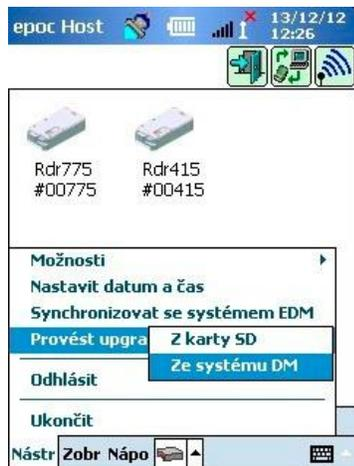 epoc Host 13/12/12
12:26
Rdr775 Rdr415
#00775 #00415
Možnosti
Nastavit datum a čas
Synchronizovat se systémem EDM
Provést upgra Z karty SD
Ze systému DM
Odhlásit
Ukončit
Nástr Zobr Nápo